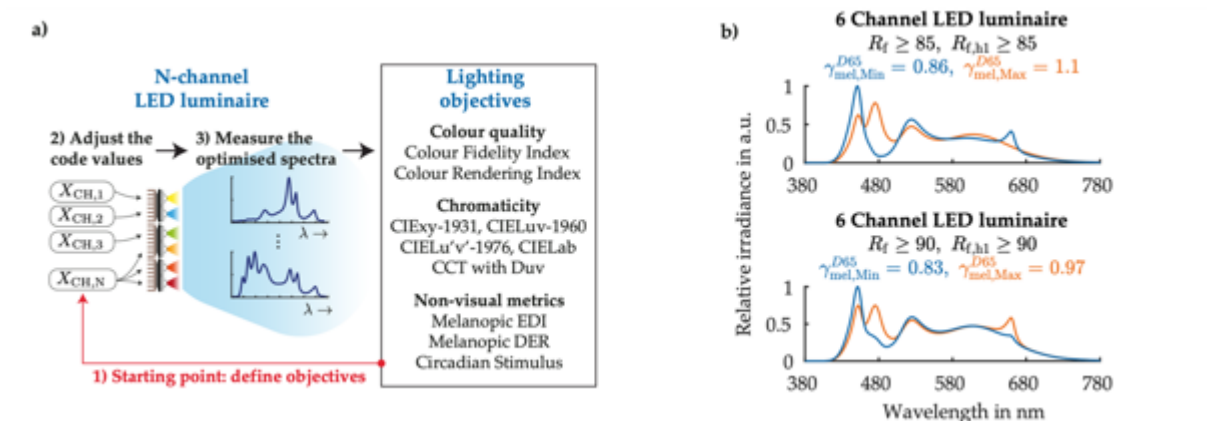 a)
N-channel
LED luminaire
2) Adjust the
code values
3) Measure the
optimised spectra
X_CH,1
X_CH,2
X_CH,3
X_CH,N
λ →
⋮
λ →
1) Starting point: define objectives
Lighting
objectives
Colour quality
Colour Fidelity Index
Colour Rendering Index
Chromaticity
CIExy-1931, CIELuv-1960
CIELu'v'-1976, CIELab
CCT with Duv
Non-visual metrics
Melanopic EDI
Melanopic DER
Circadian Stimulus
b)
Relative irradiance in a.u.
6 Channel LED luminaire
R_f ≥ 85, R_f,h1 ≥ 85
γ^D65_mel,Min = 0.86, γ^D65_mel,Max = 1.1
1
0.5
0
380 480 580 680 780
6 Channel LED luminaire
R_f ≥ 90, R_f,h1 ≥ 90
γ^D65_mel,Min = 0.83, γ^D65_mel,Max = 0.97
1
0.5
0
380 480 580 680 780
Wavelength in nm